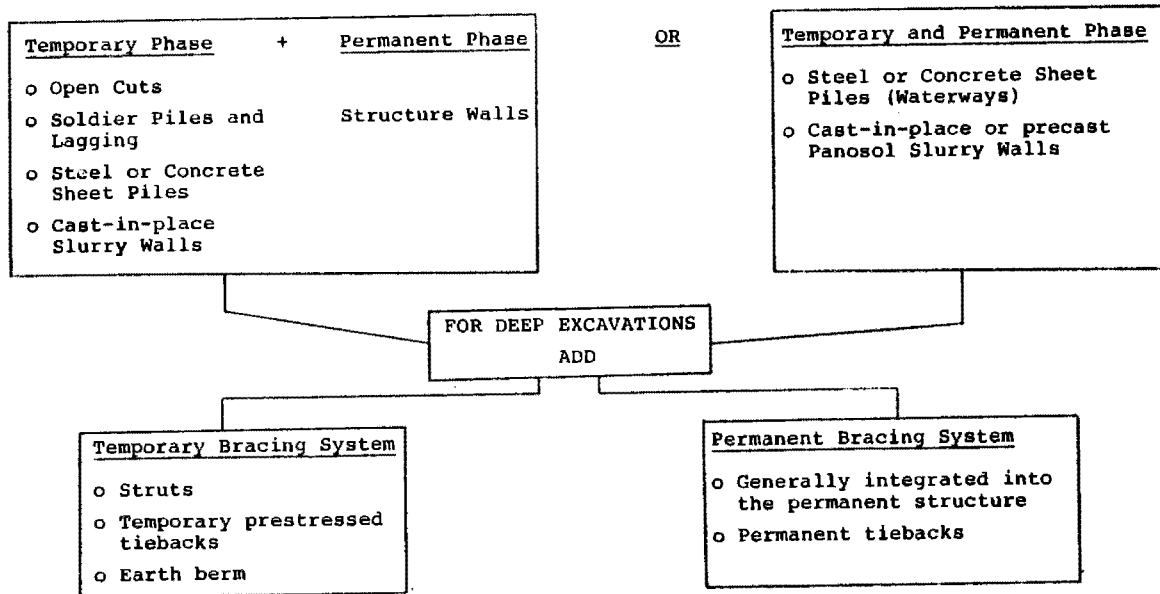 Temporary Phase + Permanent Phase
o Open Cuts
o Soldier Piles and Lagging
Structure Walls
o Steel or Concrete
Sheet Piles
o Cast-in-place
Slurry Walls
OR
Temporary and Permanent Phase
o Steel or Concrete Sheet
Piles (Waterways)
o Cast-in-place or precast
Panosol Slurry Walls
FOR DEEP EXCAVATIONS
ADD
Temporary Bracing System
o Struts
o Temporary prestressed
tiebacks
o Earth berm
Permanent Bracing System
o Generally integrated into
the permanent structure
o Permanent tiebacks